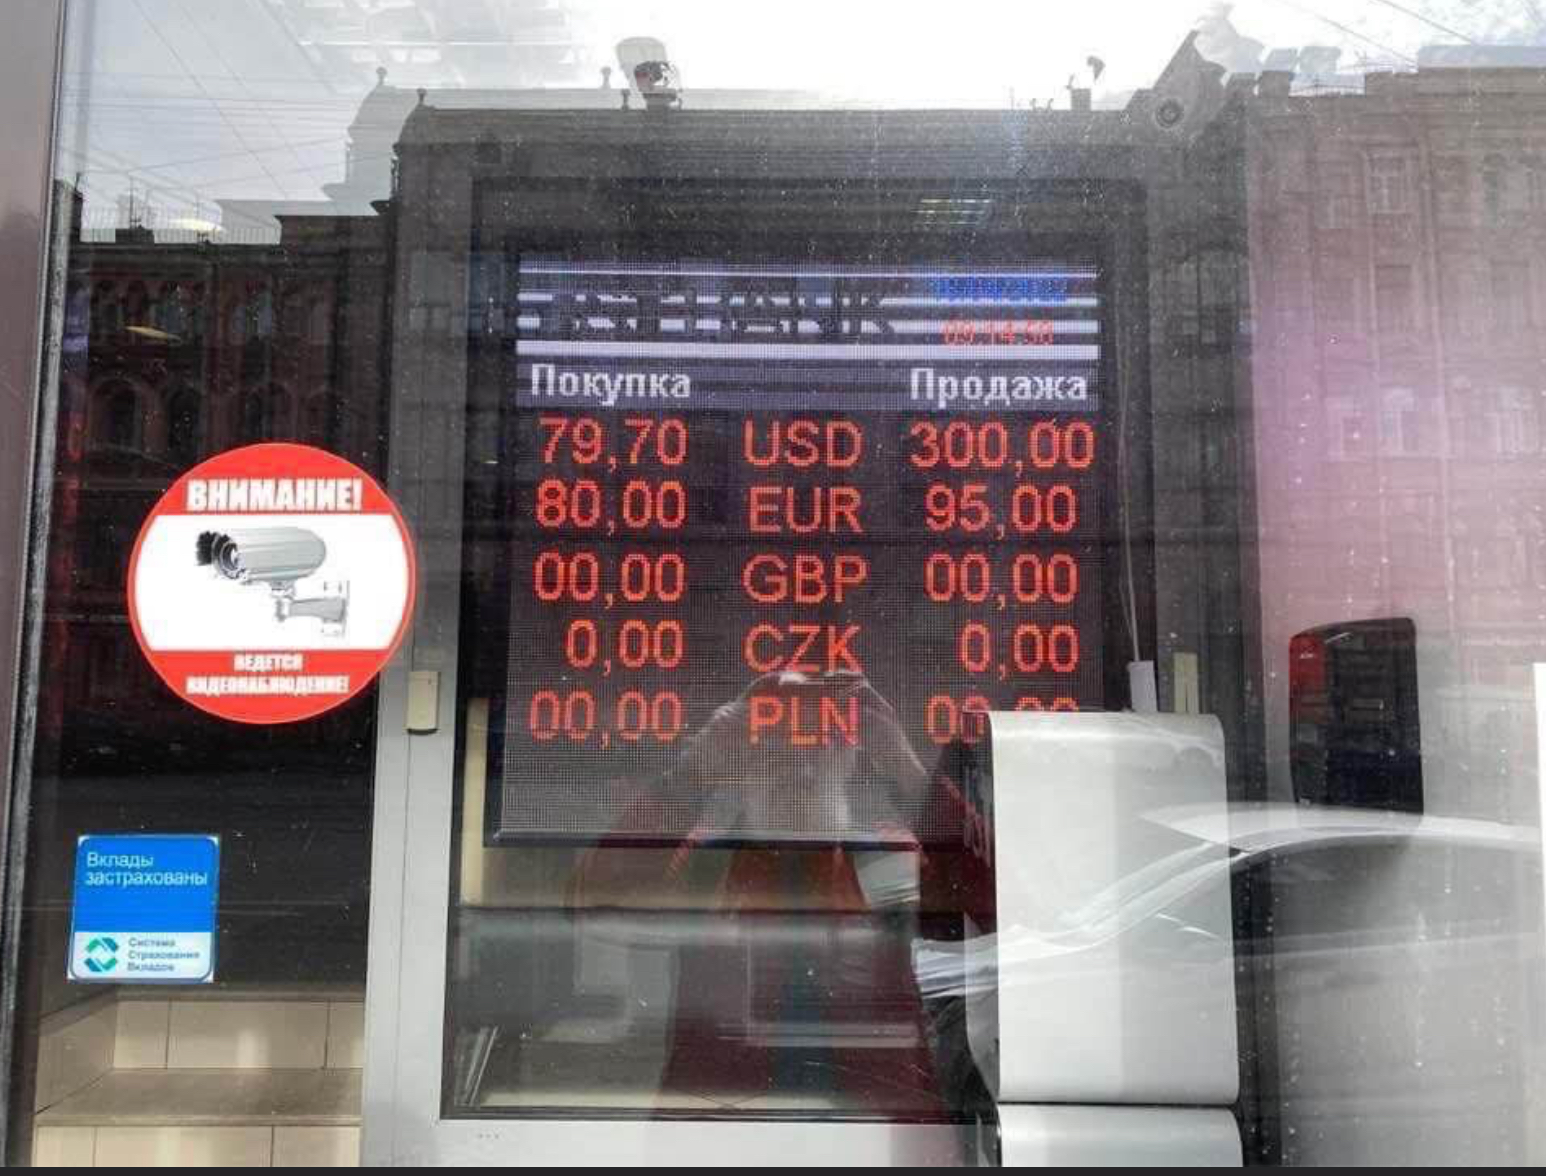 Покупка Продажа
79,70 USD 300,00
80,00 EUR 95,00
00,00 GBP 00,00
0,00 CZK 0,00
00,00 PLN
ВНИМАНИЕ!
ВЕДЕТСЯ
ВИДЕОНАБЛЮДЕНИЕ!
Вклады
застрахованы
Система
Страхования
Вкладов